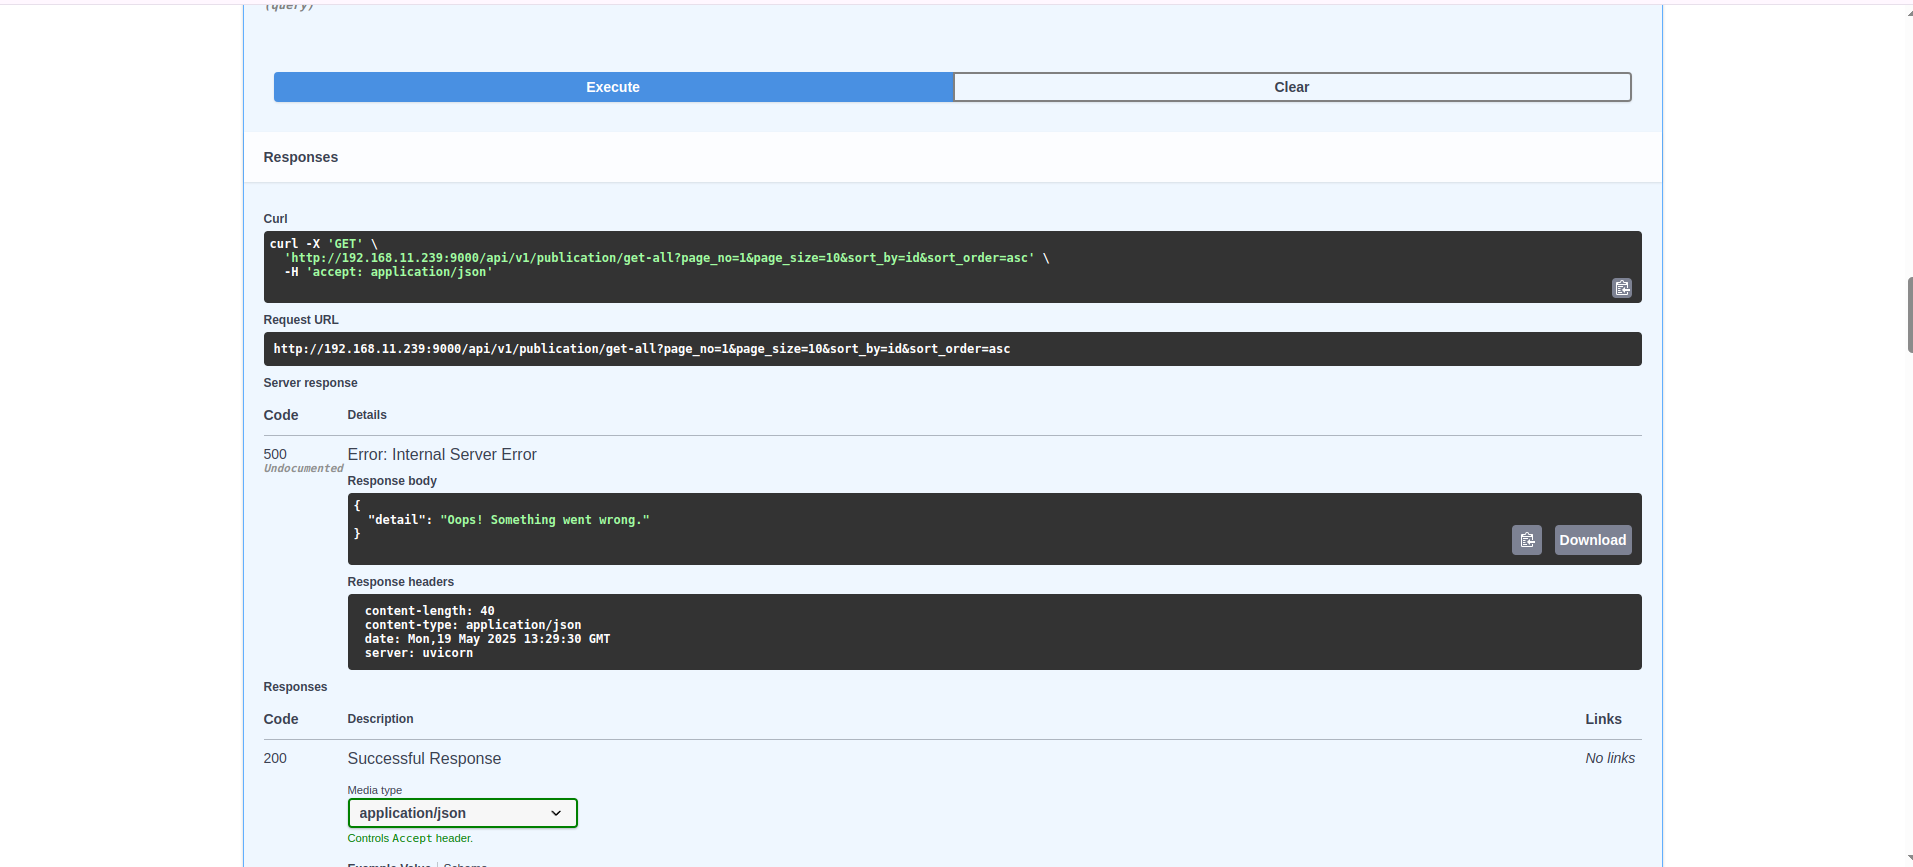 (query)
Execute
Clear
Responses
Curl
curl -X 'GET' \
'http://192.168.11.239:9000/api/v1/publication/get-all?page_no=1&page_size=10&sort_by=id&sort_order=asc' \
-H 'accept: application/json'
Request URL
http://192.168.11.239:9000/api/v1/publication/get-all?page_no=1&page_size=10&sort_by=id&sort_order=asc
Server response
Code Details
500 Error: Internal Server Error
Undocumented
Response body
{
"detail": "Oops! Something went wrong."
}
Download
Response headers
content-length: 40
content-type: application/json
date: Mon,19 May 2025 13:29:30 GMT
server: uvicorn
Responses
Code Description Links
200 Successful Response No links
Media type
application/json
Controls Accept header.
Example Value Schema